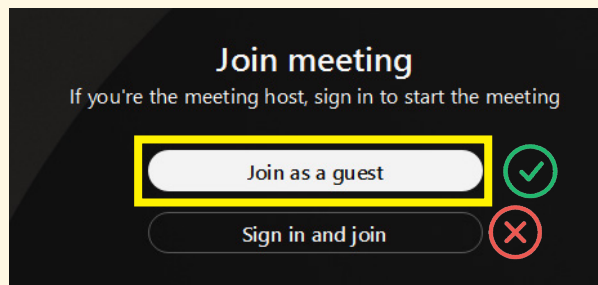 Join meeting
If you're the meeting host, sign in to start the meeting
Join as a guest
Sign in and join